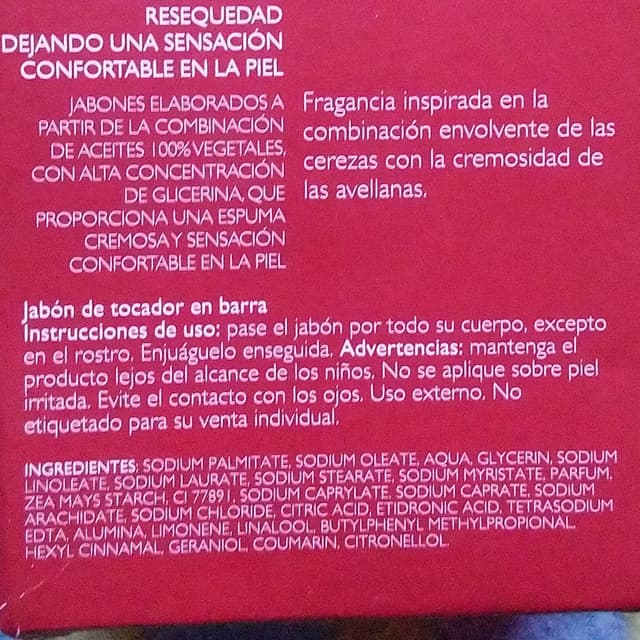 RESEQUEDAD
DEJANDO UNA SENSACIÓN
CONFORTABLE EN LA PIEL
JABONES ELABORADOS A
PARTIR DE LA COMBINACIÓN
DE ACEITES 100% VEGETALES,
CON ALTA CONCENTRACIÓN
DE GLICERINA, QUE
PROPORCIONA UNA ESPUMA
CREMOSA Y SENSACIÓN
CONFORTABLE EN LA PIEL
Fragancia inspirada en la
combinación envolvente de las
cerezas con la cremosidad de
las avellanas.
Jabón de tocador en barra
Instrucciones de uso: pase el jabón por todo su cuerpo, excepto
en el rostro. Enjuáguelo enseguida. Advertencias: mantenga el
producto lejos del alcance de los niños. No se aplique sobre piel
irritada. Evite el contacto con los ojos. Uso externo. No
etiquetado para su venta individual.
INGREDIENTES: SODIUM PALMITATE, SODIUM OLEATE, AQUA, GLYCERIN, SODIUM
LINOLEATE, SODIUM LAURATE, SODIUM STEARATE, SODIUM MYRISTATE, PARFUM,
ZEA MAYS STARCH, CI 77891, SODIUM CAPRYLATE, SODIUM CAPRATE, SODIUM
ARACHIDATE, SODIUM CHLORIDE, CITRIC ACID, ETIDRONIC ACID, TETRASODIUM
EDTA, ALUMINA, LIMONENE, LINALOOL, BUTYLPHENYL METHYLPROPIONAL,
HEXYL CINNAMAL, GERANIOL, COUMARIN, CITRONELLOL.